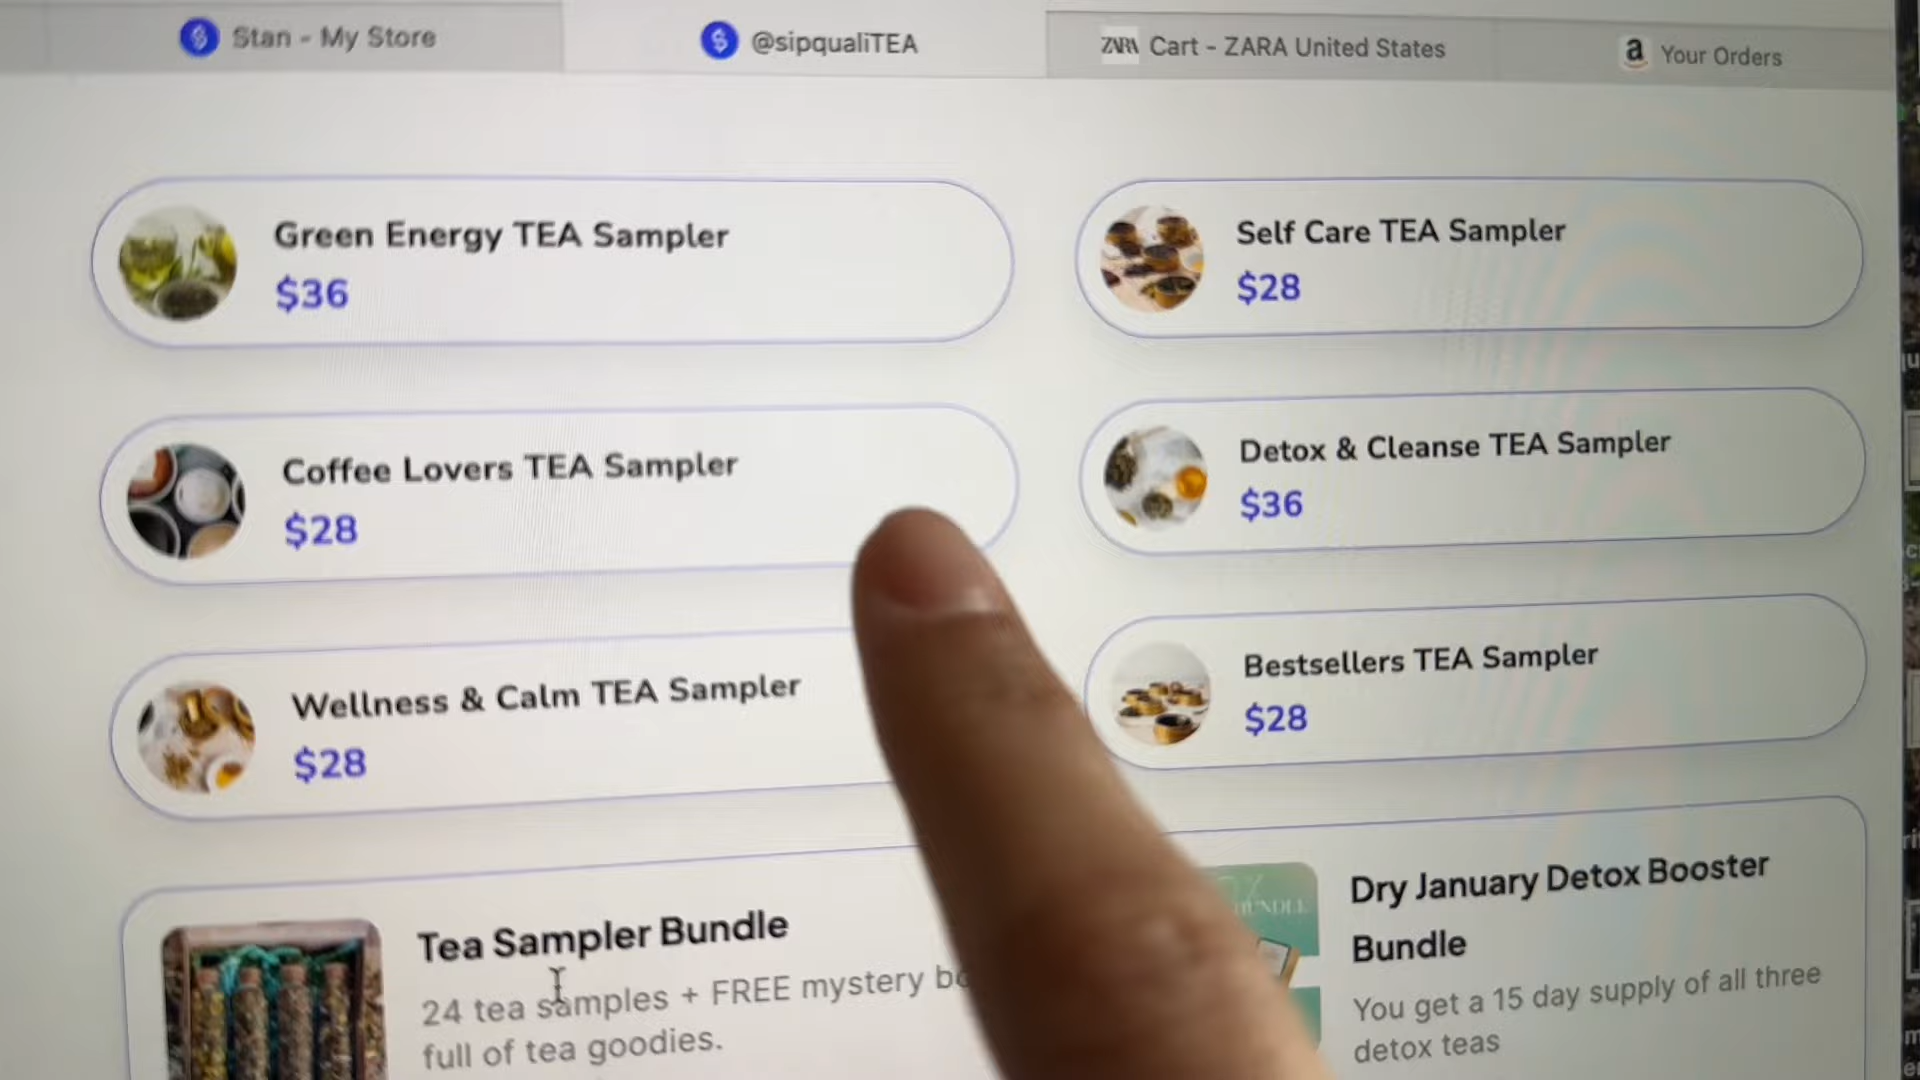 Stan - My Store
@sipqualiTEA
ZARA Cart - ZARA United States
a Your Orders
Green Energy TEA Sampler
$36
Self Care TEA Sampler
$28
Coffee Lovers TEA Sampler
$28
Detox & Cleanse TEA Sampler
$36
Wellness & Calm TEA Sampler
$28
Bestsellers TEA Sampler
$28
Tea Sampler Bundle
24 tea samples + FREE mystery
full of tea goodies.
BUNDLE
Dry January Detox Booster
Bundle
You get a 15 day supply of all three
detox teas